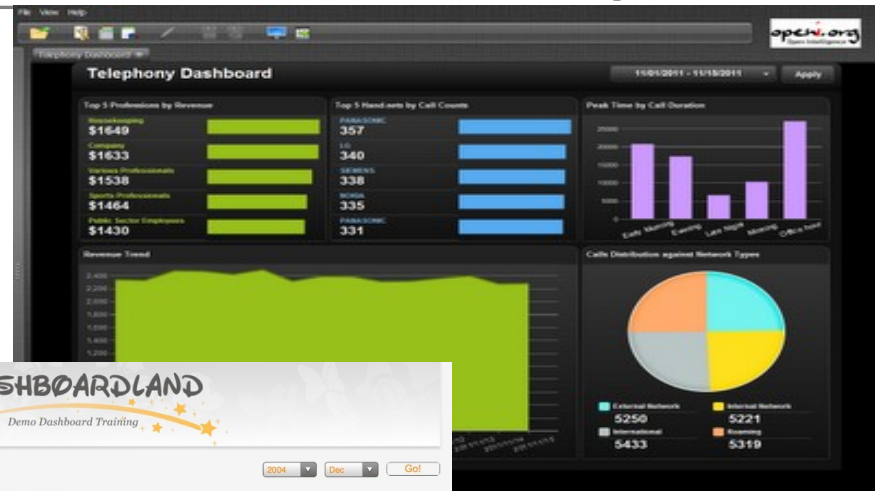 File View Help
openi.org
Open Intelligence
Telephony Dashboard
Telephony Dashboard
11/01/2011 - 11/15/2011
Apply
Top 5 Professions by Revenue
Housekeeping
$1649
Company
$1633
Various Professionals
$1538
Sports Professionals
$1464
Public Sector Employees
$1430
Top 5 Hand-sets by Call Counts
PANASONIC
357
LG
340
SIEMENS
338
NOKIA
335
PANASONIC
331
Peak Time by Call Duration
25000
20000
15000
10000
5000
0
Early Morning
Evening
Late Night
Morning
Office hour
Revenue Trend
2,400
2,200
2,000
1,800
1,600
1,400
1,200
Calls Distribution against Network Types
External Network
5250
Internal Network
5221
International
5433
Roaming
5319
SHBOARDLAND
Demo Dashboard Training
2004
Dec
Go!